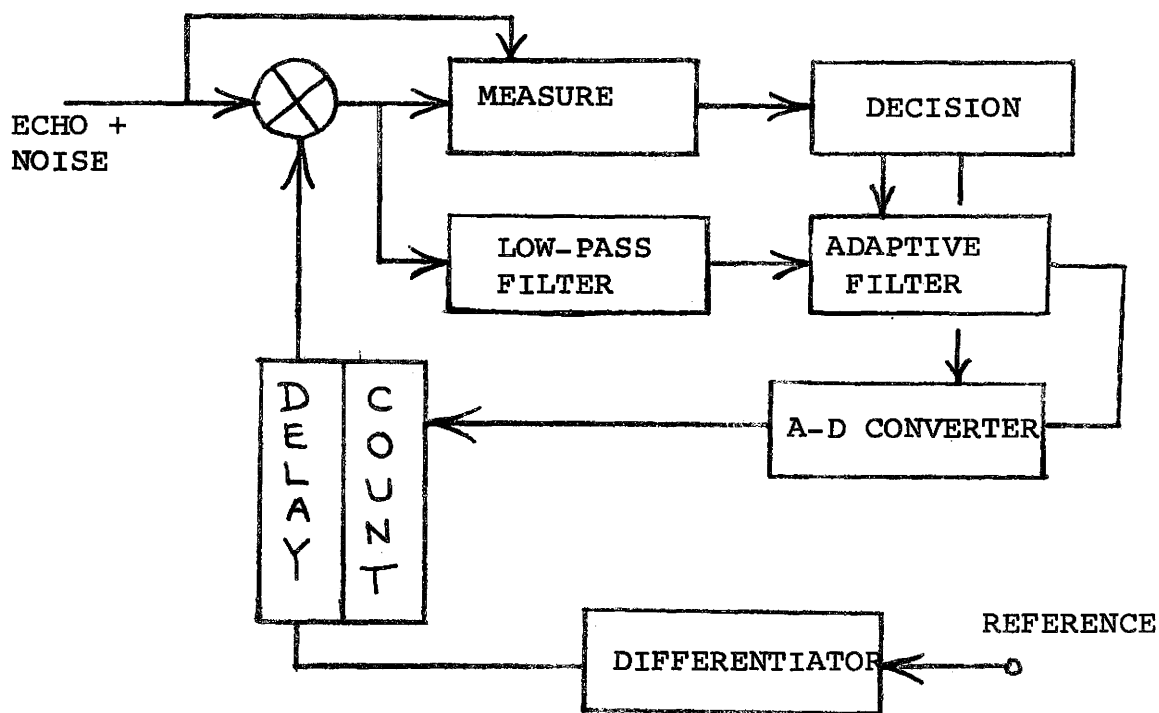 ECHO +
NOISE
MEASURE
DECISION
LOW-PASS
FILTER
ADAPTIVE
FILTER
DELAY
COUNT
A-D CONVERTER
DIFFERENTIATOR
REFERENCE